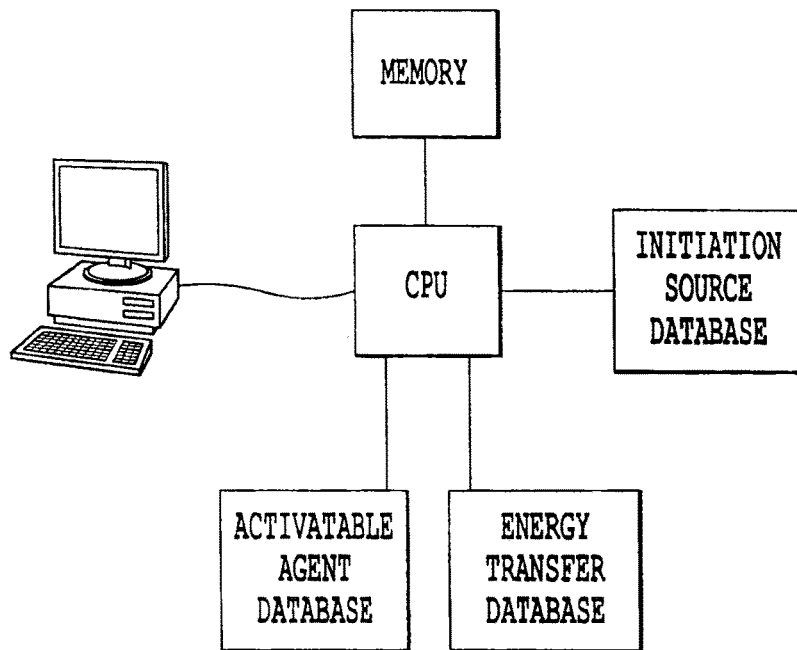 MEMORY
CPU
INITIATION
SOURCE
DATABASE
ACTIVATABLE
AGENT
DATABASE
ENERGY
TRANSFER
DATABASE